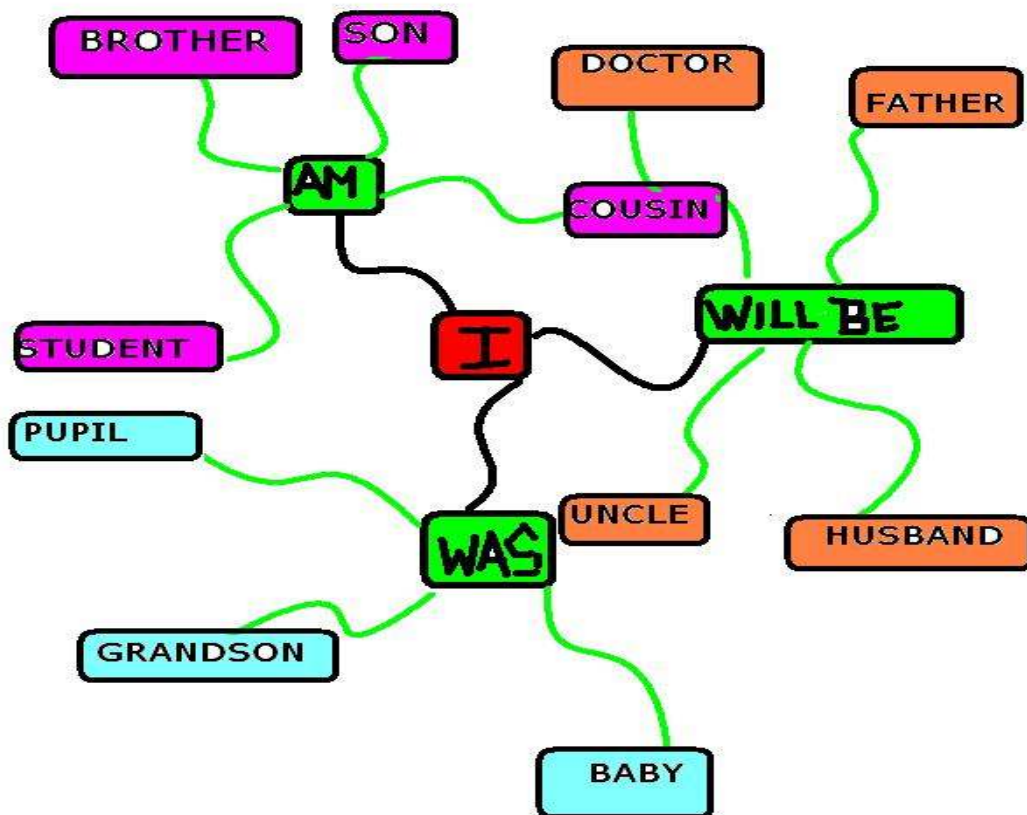 BROTHER
SON
DOCTOR
FATHER
AM
COUSIN
STUDENT
I
WILL BE
PUPIL
WAS
UNCLE
HUSBAND
GRANDSON
BABY